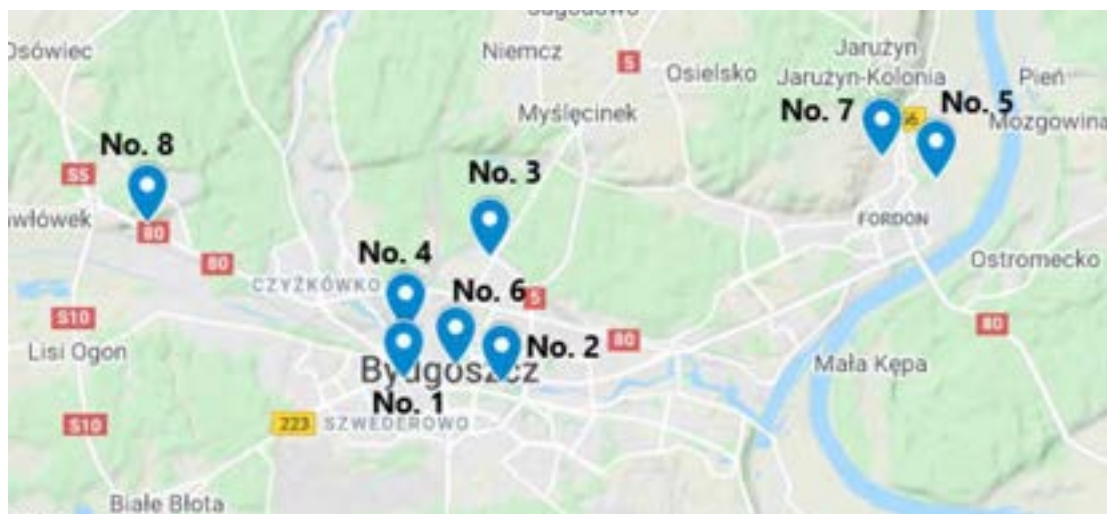 Osówiec
Niemcz
5
Osielsko
Jarużyn
Jarużyn-Kolonia
Pień
No. 7
No. 5
Mozgowina
Myślęcinek
No. 8
No. 3
S5
80
80
FORDON
Ostromecko
No. 4
CZYŻKÓWKO
No. 6
5
S10
Lisi Ogon
80
80
No. 2
Mała Kępa
Bydgoszcz
No. 1
S10
223
SZWEDEROWO
Białe Błota